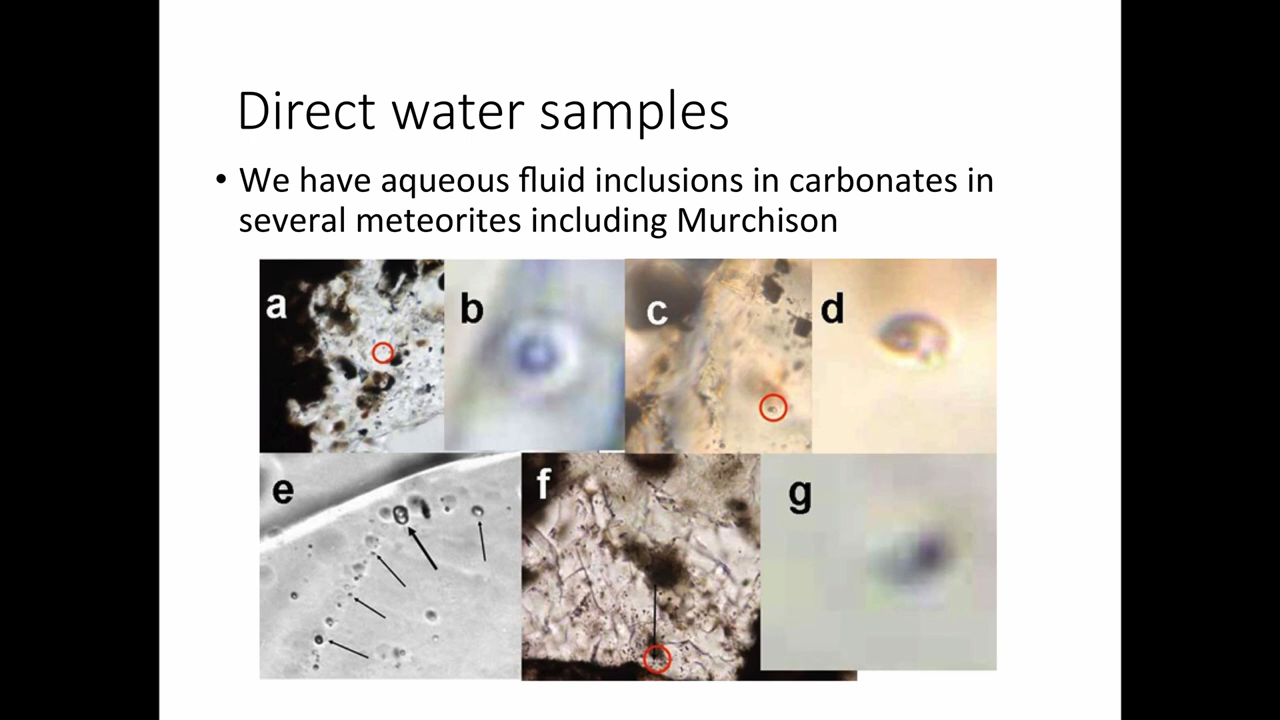 Direct water samples
• We have aqueous fluid inclusions in carbonates in
several meteorites including Murchison
a
b
c
d
e
f
g